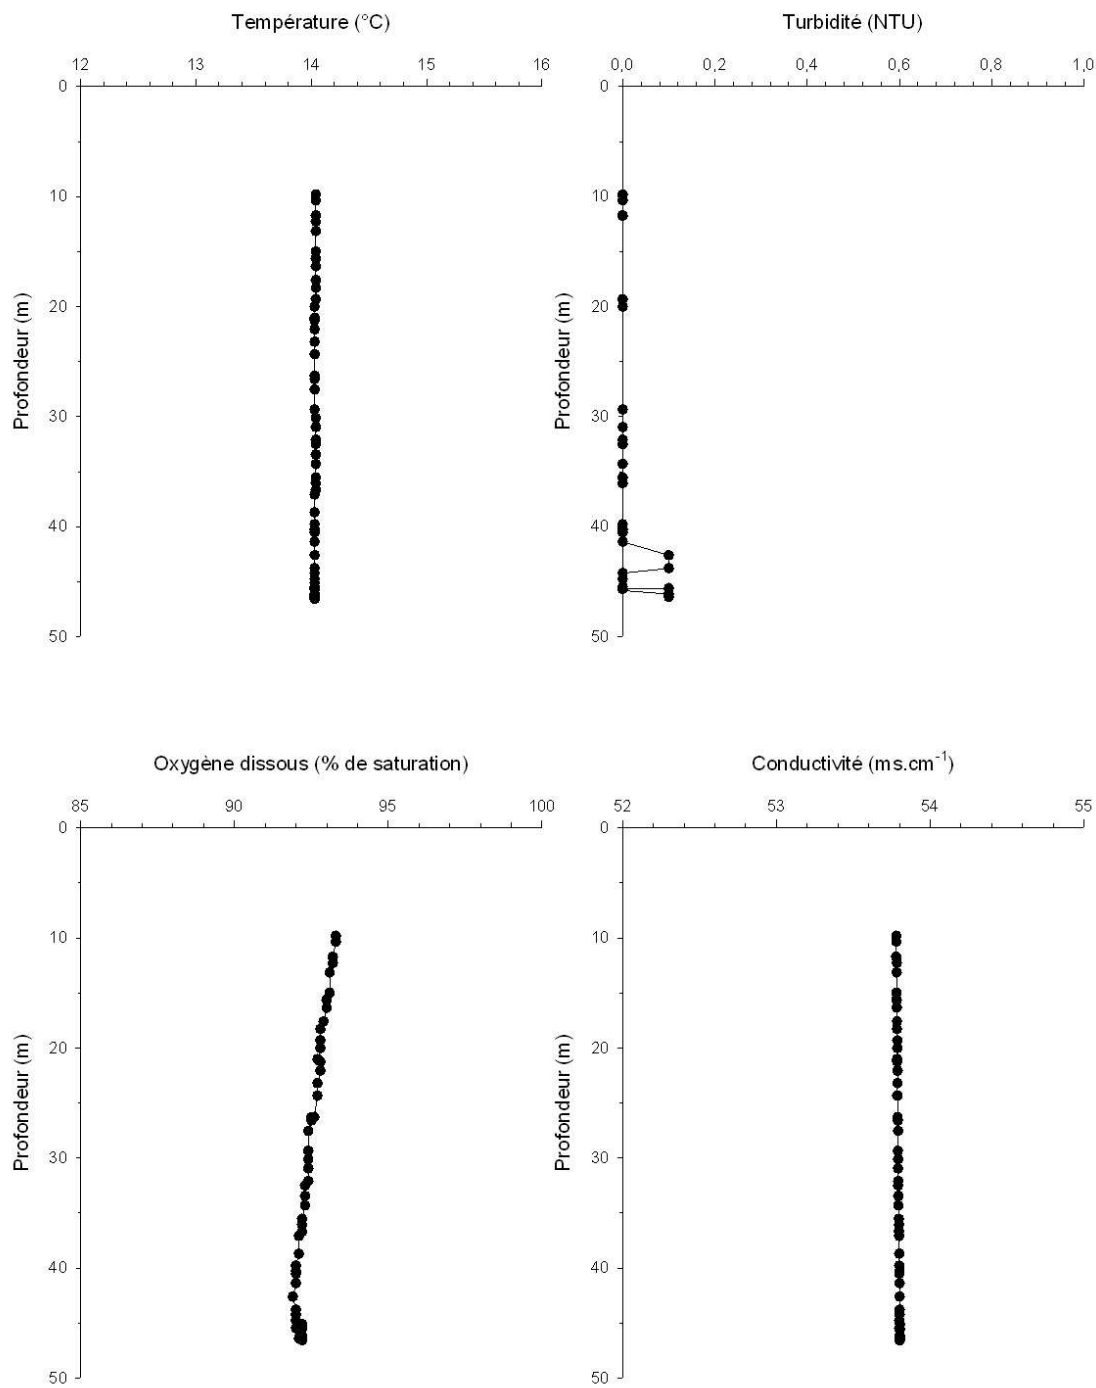 Température (°C)
12 13 14 15 16
0
10
20
30
40
50
Profondeur (m)
Turbidité (NTU)
0,0 0,2 0,4 0,6 0,8 1,0
0
10
20
30
40
50
Profondeur (m)
Oxygène dissous (% de saturation)
85 90 95 100
0
10
20
30
40
50
Profondeur (m)
Conductivité (ms.cm⁻¹)
52 53 54 55
0
10
20
30
40
50
Profondeur (m)